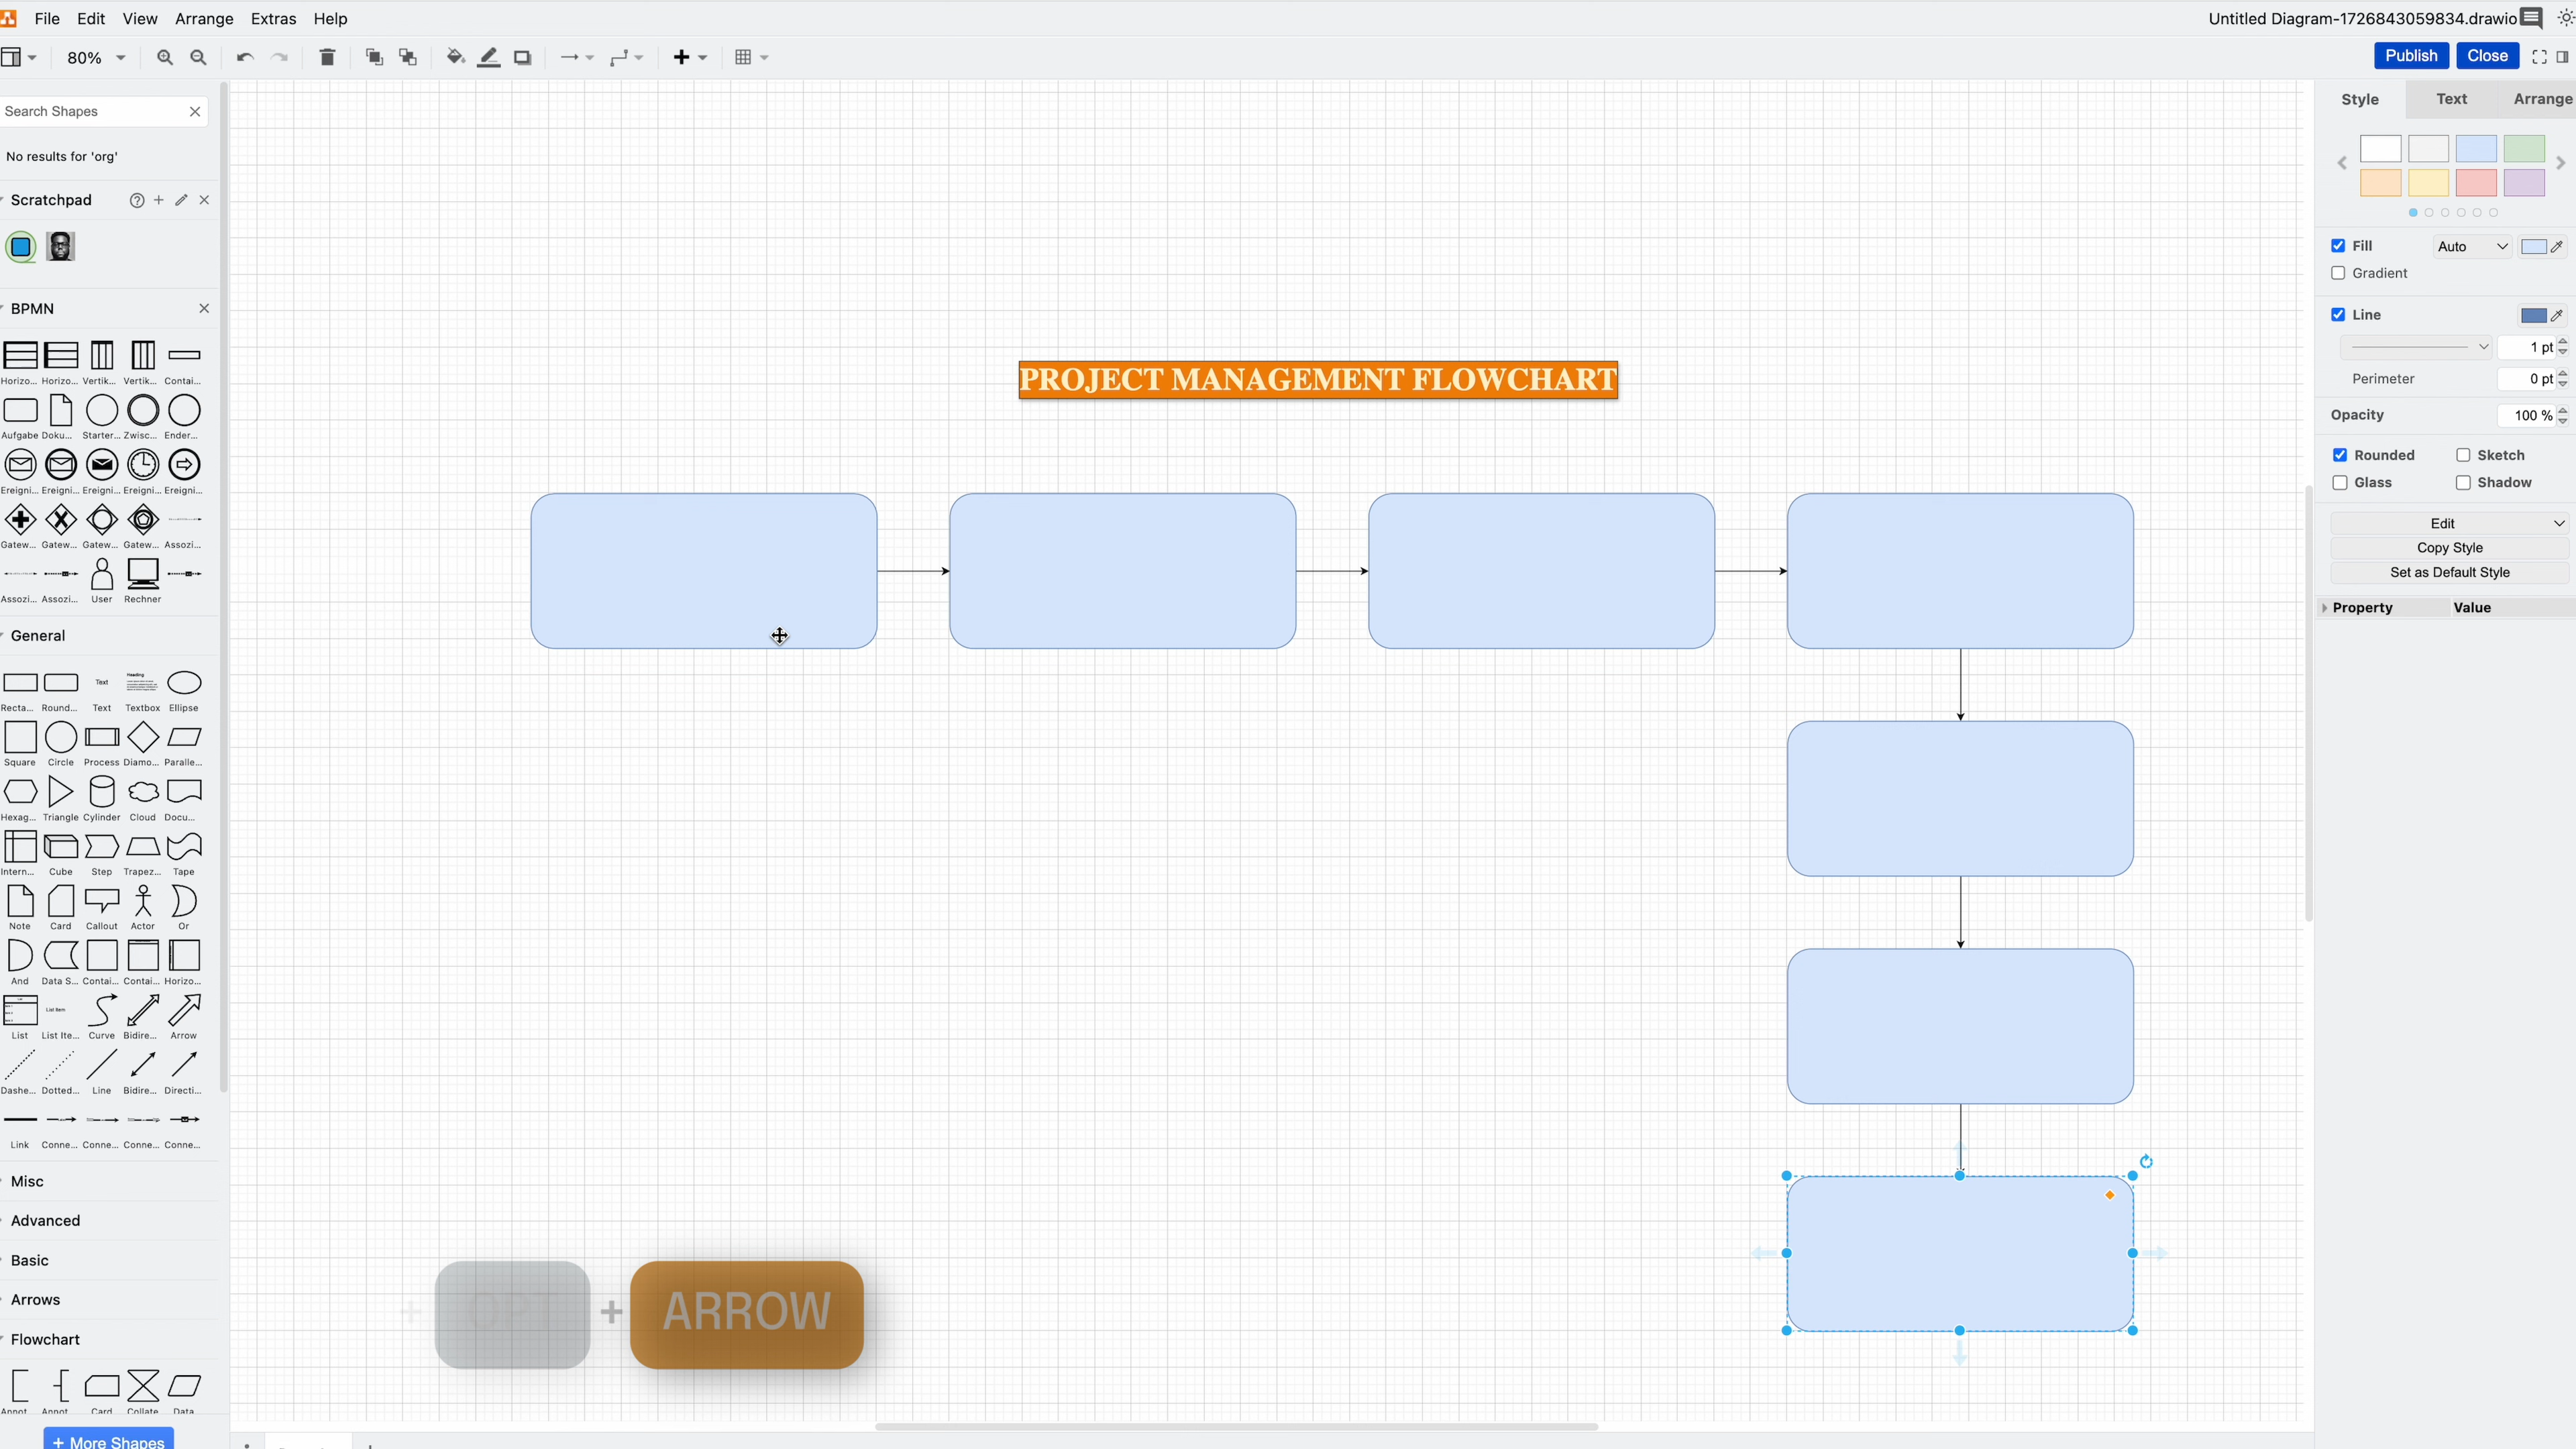 File Edit View Arrange Extras Help
Untitled Diagram-1726843059834.drawio
80%
Publish Close
Search Shapes
No results for 'org'
Scratchpad
BPMN
Horizo... Horizo... Vertik... Vertik... Contai...
Aufgabe Doku... Starter... Zwisc... Ender...
Ereigni... Ereigni... Ereigni... Ereigni... Ereigni...
Gatew... Gatew... Gatew... Gatew... Assozi...
Assozi... Assozi... User Rechner
General
Text Heading
Recta... Round... Text Textbox Ellipse
Square Circle Process Diamo... Paralle...
Hexag... Triangle Cylinder Cloud Docu...
Intern... Cube Step Trapez... Tape
Note Card Callout Actor Or
And Data S... Contai... Contai... Horizo...
List Item
List List Ite... Curve Bidire... Arrow
Dashe... Dotted... Line Bidire... Directi...
Link Conne... Conne... Conne... Conne...
Misc
Advanced
Basic
Arrows
Flowchart
Annot... Annot... Card Collate Data
+ More Shapes
PROJECT MANAGEMENT FLOWCHART
+ OPT + ARROW
Style Text Arrange
Fill Auto
Gradient
Line
1 pt
Perimeter 0 pt
Opacity 100 %
Rounded Sketch
Glass Shadow
Edit
Copy Style
Set as Default Style
Property Value